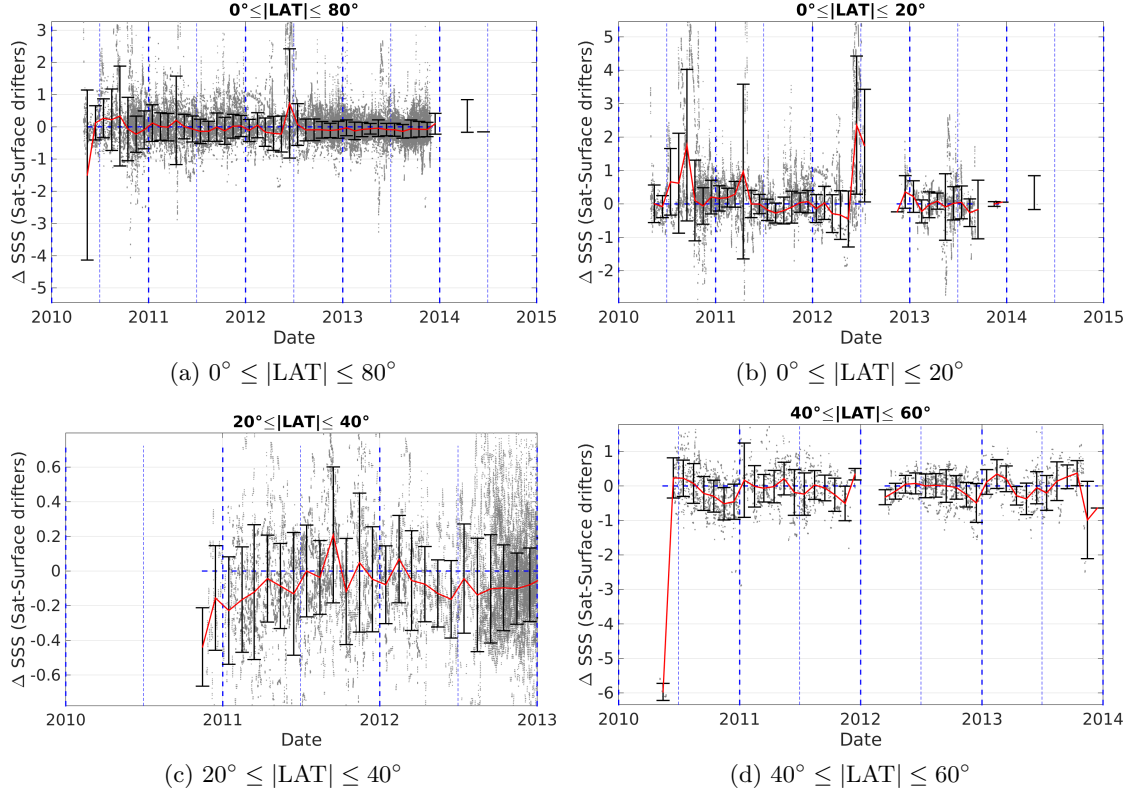 0°≤|LAT|≤ 80°
Δ SSS (Sat-Surface drifters)
3
2
1
0
-1
-2
-3
-4
-5
2010 2011 2012 2013 2014 2015
Date
(a) 0° ≤ |LAT| ≤ 80°
0°≤|LAT|≤ 20°
Δ SSS (Sat-Surface drifters)
5
4
3
2
1
0
-1
-2
2010 2011 2012 2013 2014 2015
Date
(b) 0° ≤ |LAT| ≤ 20°
20°≤|LAT|≤ 40°
Δ SSS (Sat-Surface drifters)
0.6
0.4
0.2
0
-0.2
-0.4
-0.6
2010 2011 2012 2013
Date
(c) 20° ≤ |LAT| ≤ 40°
40°≤|LAT|≤ 60°
Δ SSS (Sat-Surface drifters)
1
0
-1
-2
-3
-4
-5
-6
2010 2011 2012 2013 2014
Date
(d) 40° ≤ |LAT| ≤ 60°